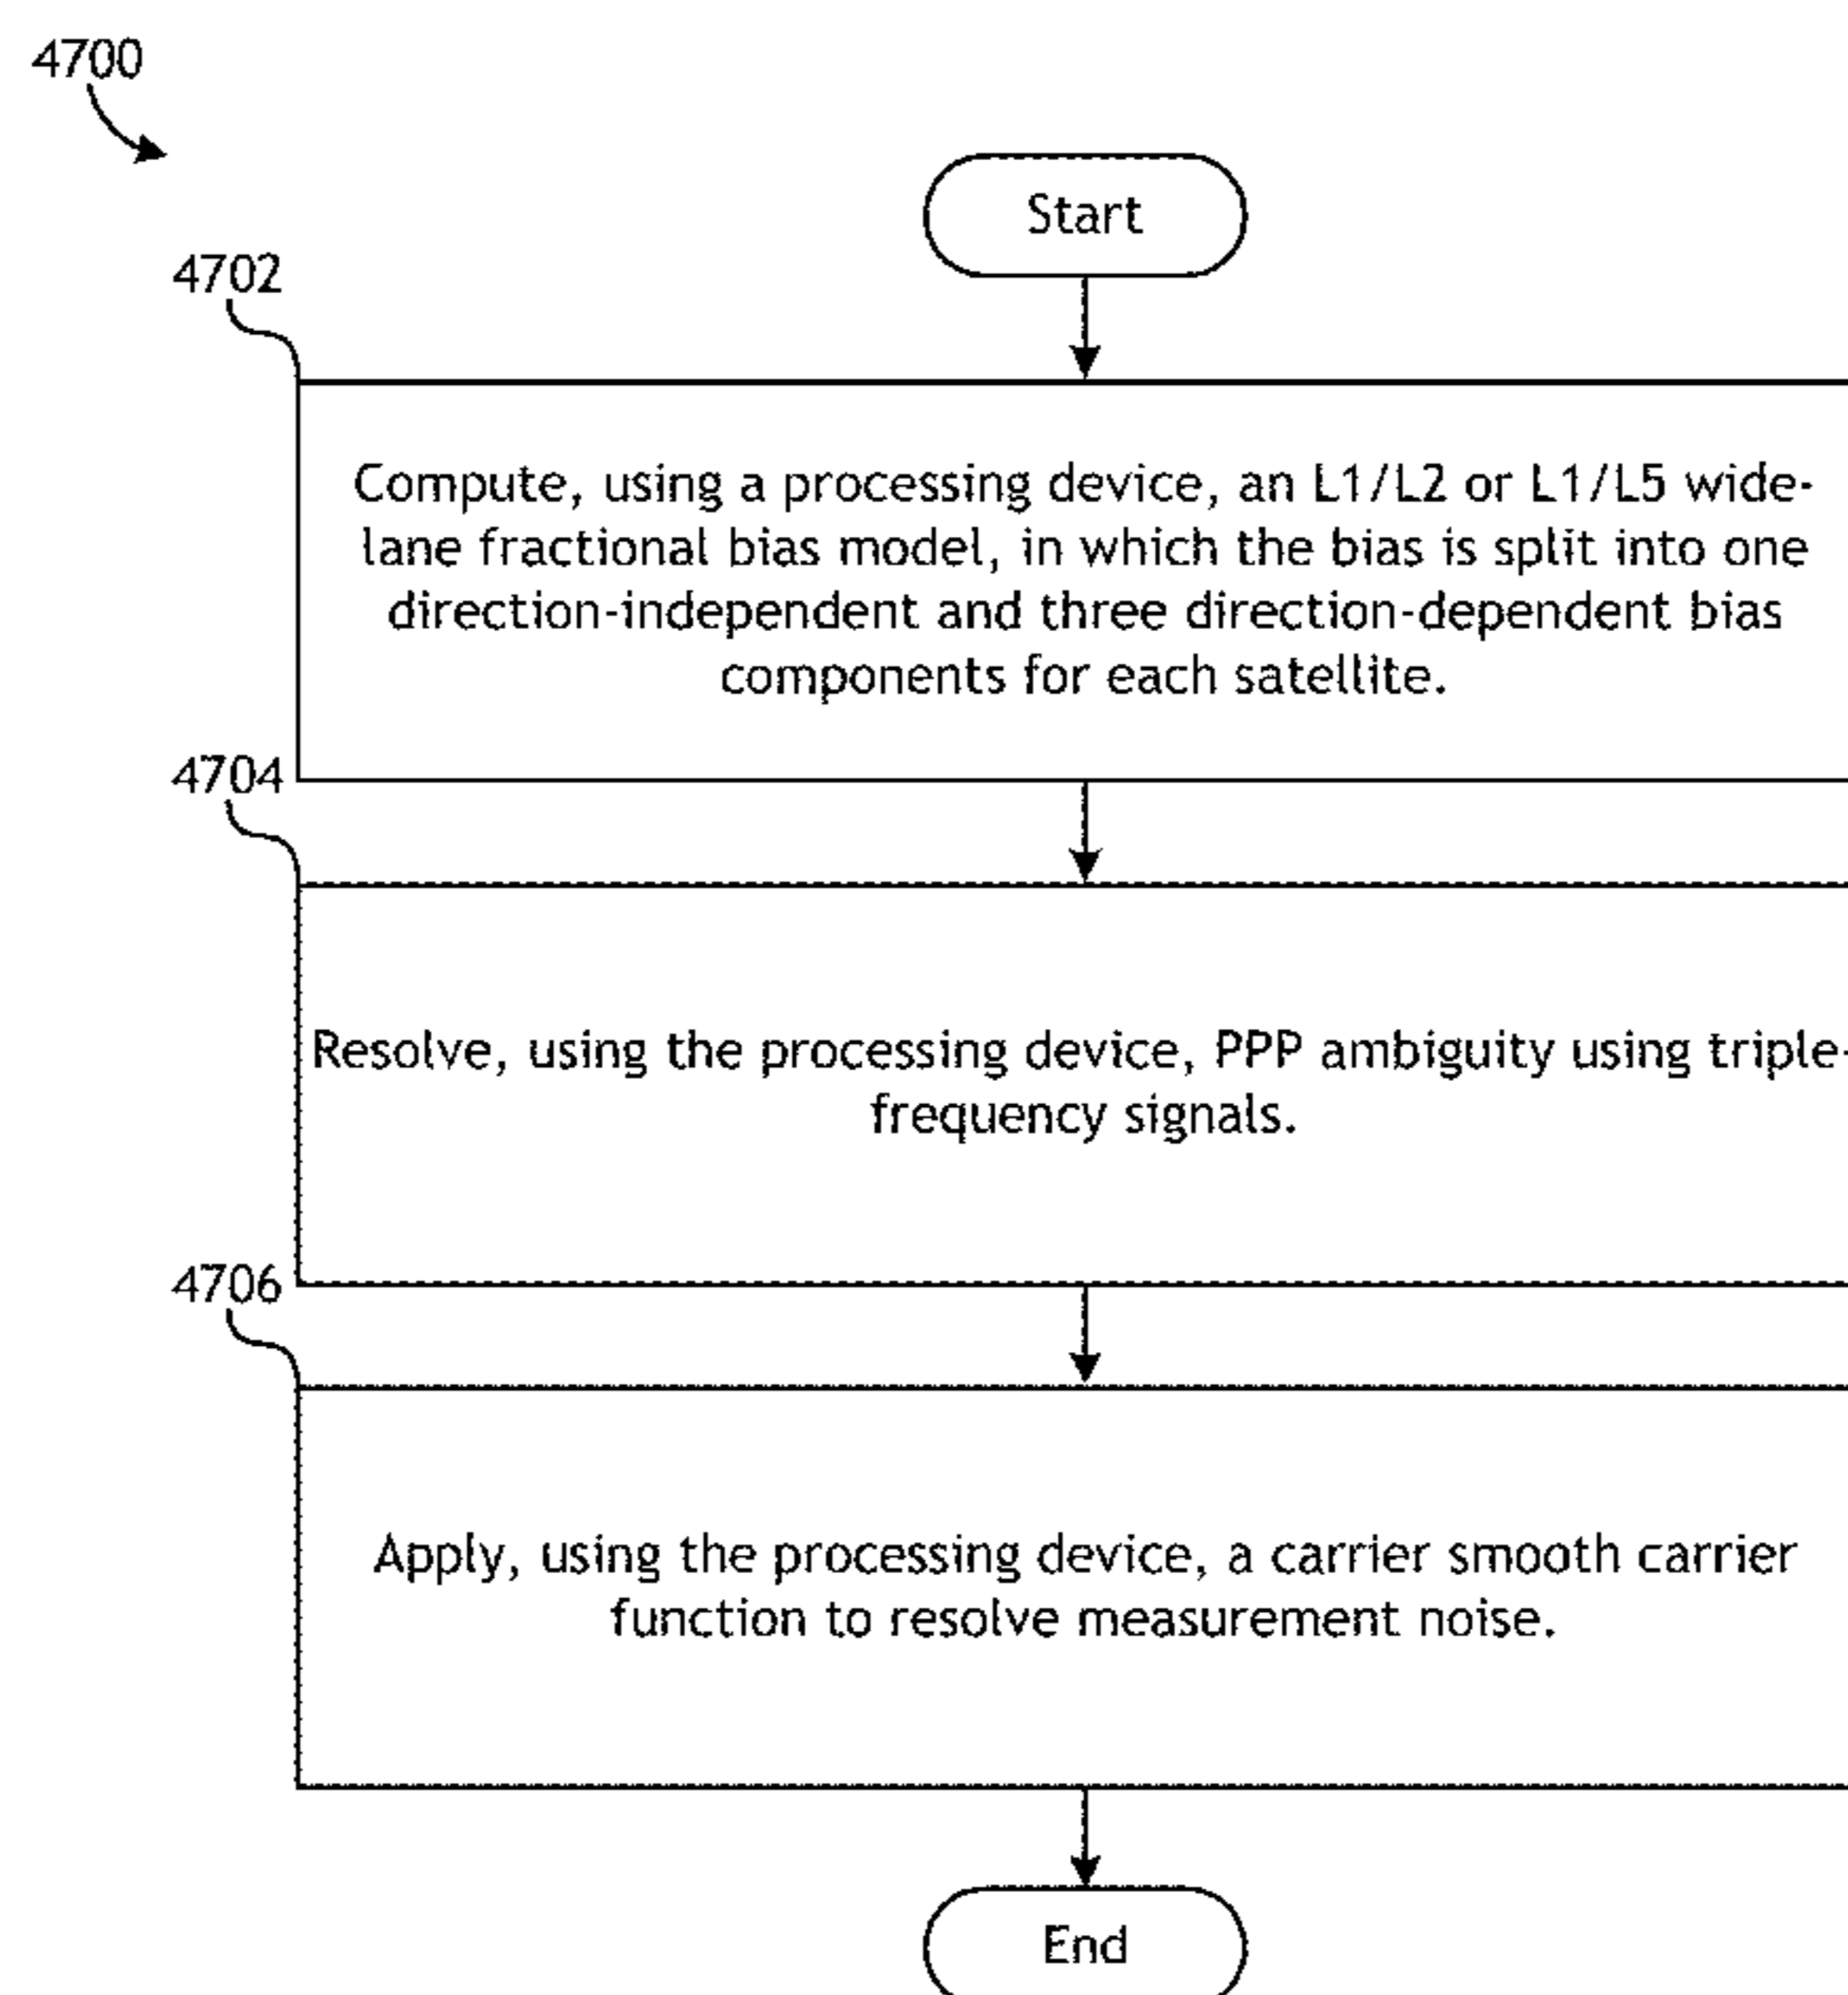 4700
Start
4702
Compute, using a processing device, an L1/L2 or L1/L5 wide-
lane fractional bias model, in which the bias is split into one
direction-independent and three direction-dependent bias
components for each satellite.
4704
Resolve, using the processing device, PPP ambiguity using triple-
frequency signals.
4706
Apply, using the processing device, a carrier smooth carrier
function to resolve measurement noise.
End